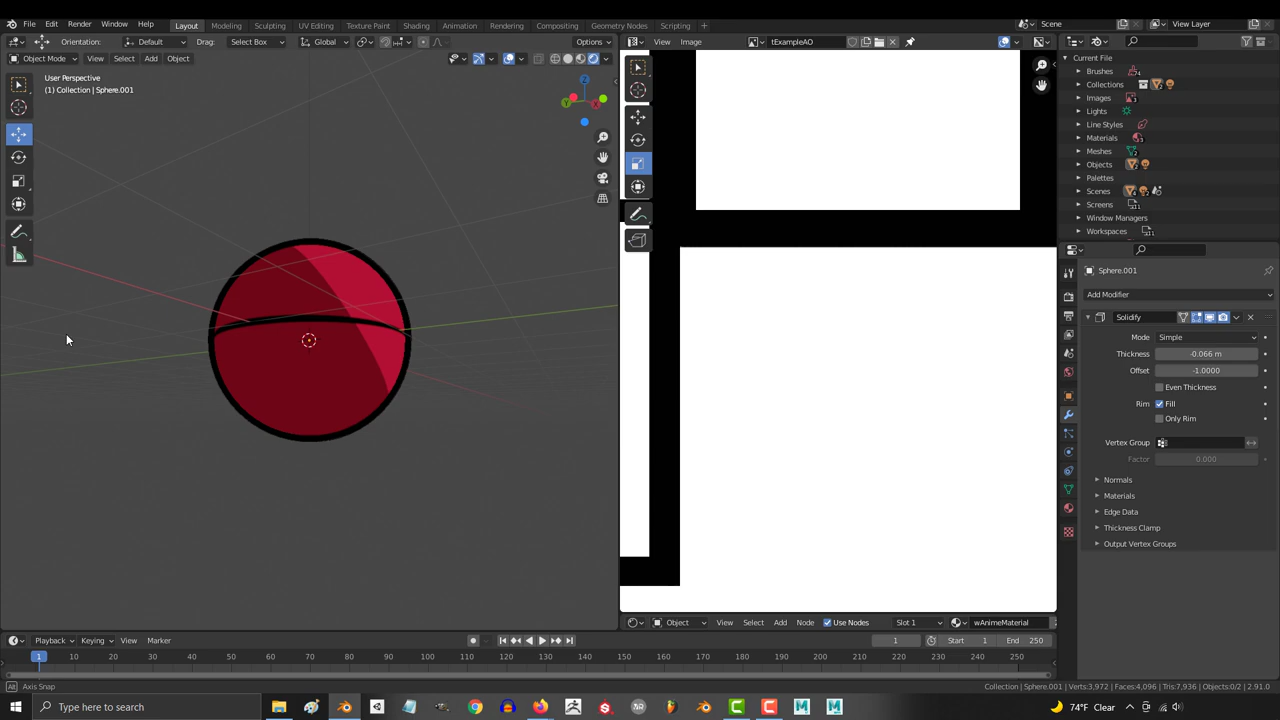 File Edit Render Window Help
Layout Modeling Sculpting UV Editing Texture Paint Shading Animation Rendering Compositing Geometry Nodes Scripting +
Scene View Layer
Orientation: Default Drag: Select Box Global Options
View Image tExampleAO
Object Mode View Select Add Object
User Perspective
(1) Collection | Sphere.001
Z
Y
X
Current File
Brushes
Collections
Images
Lights
Line Styles
Materials
Meshes
Objects
Palettes
Scenes
Screens
Window Managers
Workspaces
Sphere.001
Add Modifier
Solidify
Mode Simple
Thickness -0.066 m
Offset -1.0000
Even Thickness
Rim Fill
Only Rim
Vertex Group
Factor 0.000
Normals
Materials
Edge Data
Thickness Clamp
Output Vertex Groups
Object View Select Add Node Use Nodes Slot 1 wAnimeMaterial
Playback Keying View Marker 1 Start 1 End 250
1 10 20 30 40 50 60 70 80 90 100 110 120 130 140 150 160 170 180 190 200 210 220 230 240 250
Alt Axis Snap
Collection | Sphere.001 | Verts:3,972 | Faces:4,096 | Tris:7,936 | Objects:0/2 | 2.91.0
Type here to search
74°F Clear